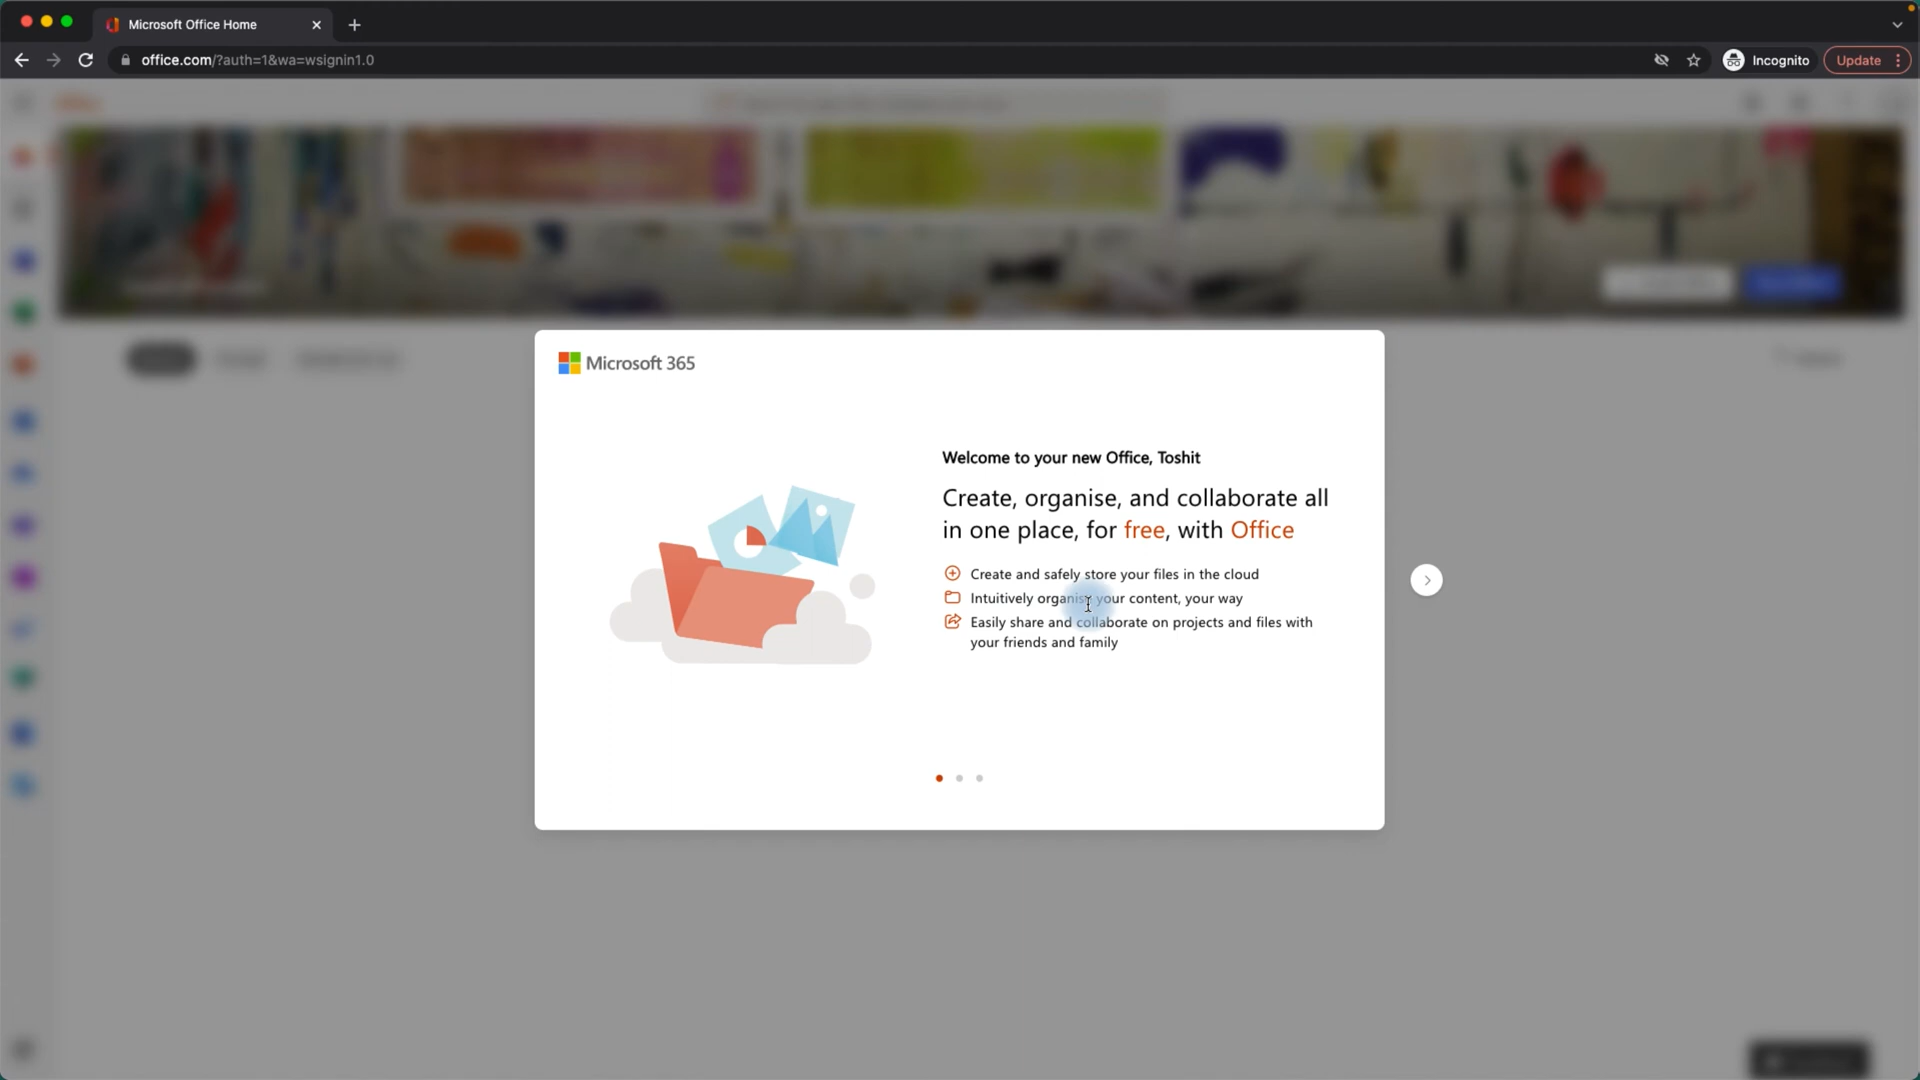 Microsoft Office Home
office.com/?auth=1&wa=wsignin1.0
Incognito
Update
Microsoft 365
Welcome to your new Office, Toshit
Create, organise, and collaborate all
in one place, for free, with Office
Create and safely store your files in the cloud
Intuitively organise your content, your way
Easily share and collaborate on projects and files with
your friends and family